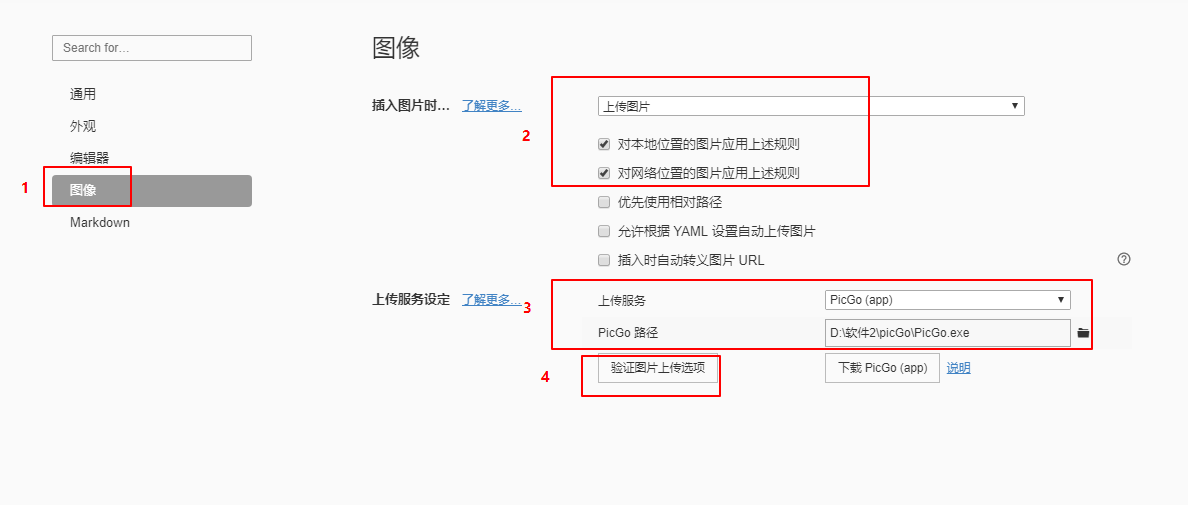 Search for…
通用
外观
编辑器
1
图像
Markdown
图像
插入图片时… 了解更多…
上传图片
2
对本地位置的图片应用上述规则
对网络位置的图片应用上述规则
优先使用相对路径
允许根据 YAML 设置自动上传图片
插入时自动转义图片 URL
?
上传服务设定 了解更多…
3
上传服务 PicGo (app)
PicGo 路径 D:\软件2\picGo\PicGo.exe
4
验证图片上传选项 下载 PicGo (app) 说明